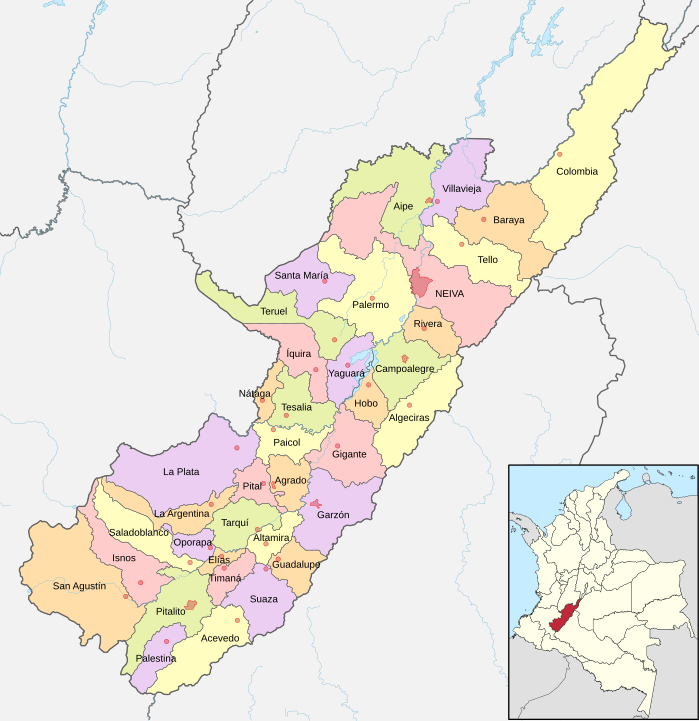 Colombia
Villavieja
Aipe
Baraya
Tello
Santa María
NEIVA
Palermo
Teruel
Rivera
Íquira
Yaguará
Campoalegre
Nátaga
Hobo
Tesalia
Algeciras
Paicol
Gigante
La Plata
Agrado
Pital
La Argentina
Garzón
Tarquí
Saladoblanco
Altamira
Oporapa
Isnos
Elías
Guadalupe
Timaná
San Agustín
Suaza
Pitalito
Acevedo
Palestina